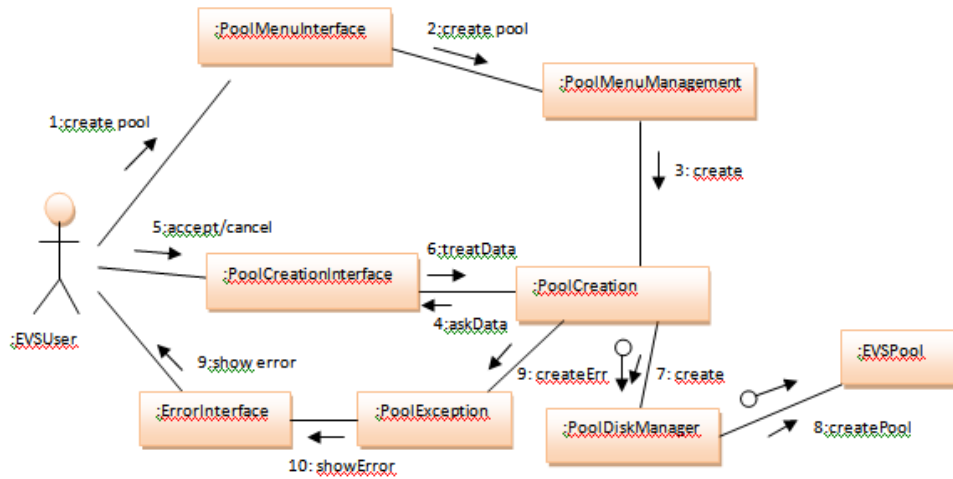 :PoolMenuInterface
2:create pool
:PoolMenuManagement
1:create pool
3: create
5:accept/cancel
6:treatData
:PoolCreationInterface
:PoolCreation
4:askData
:EVSUser
9:show error
9: createErr
7: create
:EVSPool
:ErrorInterface
:PoolException
:PoolDiskManager
8:createPool
10: showError